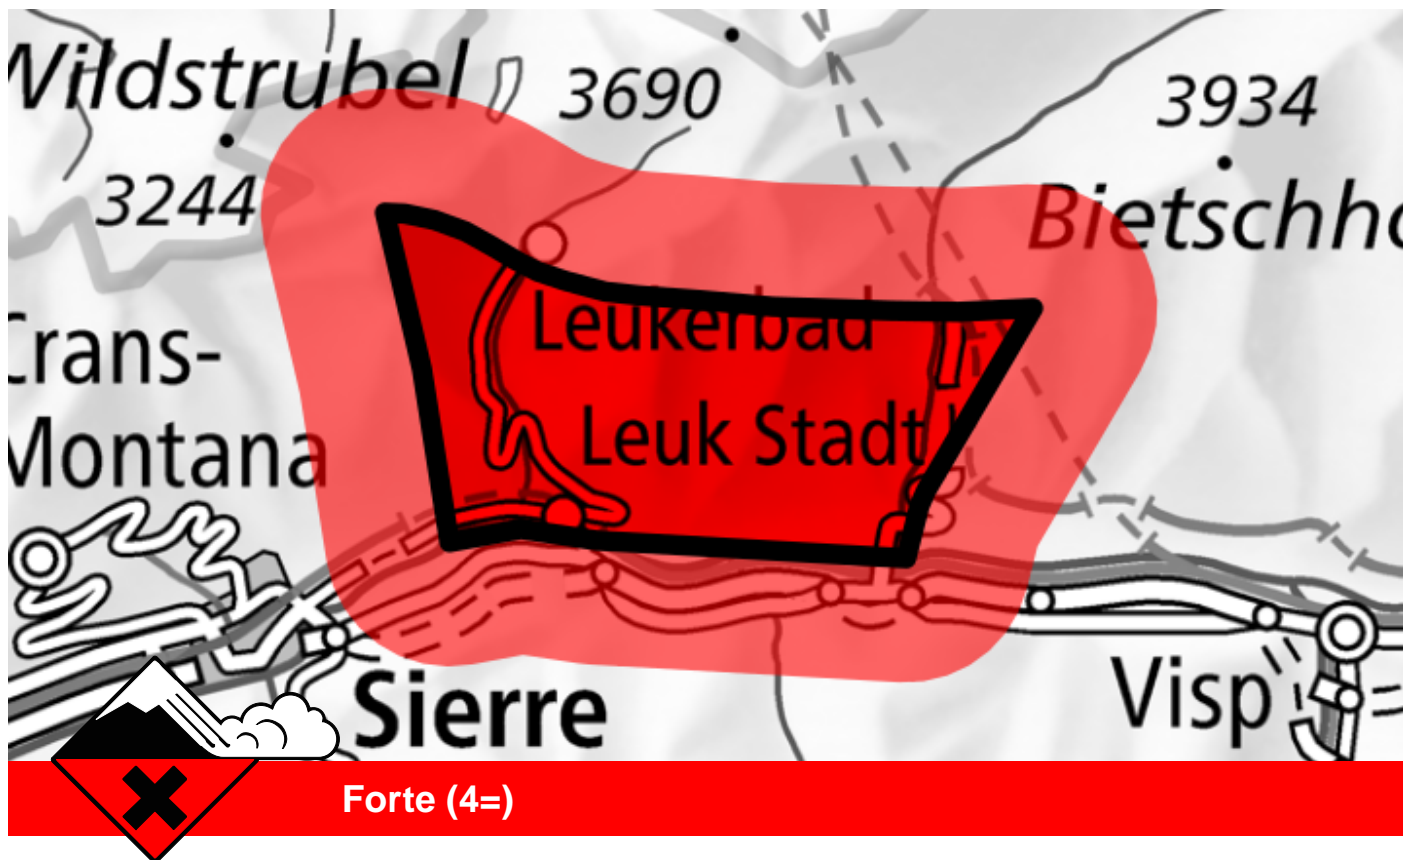 Wildstrubel
3690
3934
3244
Bietschho
Crans-
Montana
Leukerbad
Leuk Stadt
Sierre
Visp
Forte (4=)